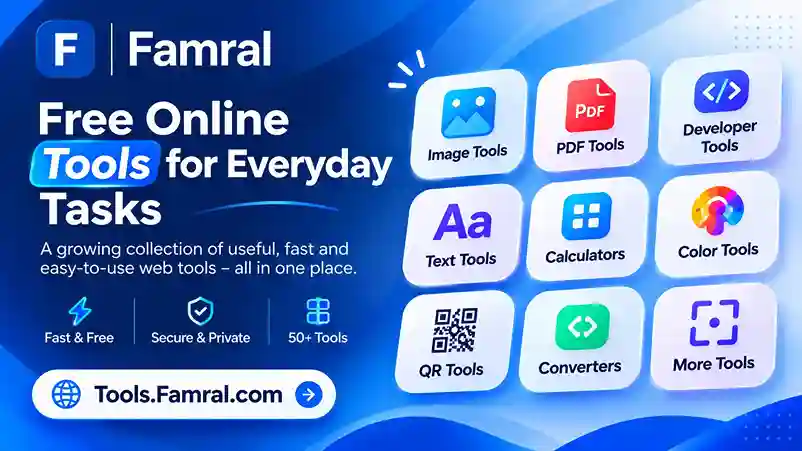 F | Famral
Free Online
Tools for Everyday
Tasks
A growing collection of useful, fast and
easy-to-use web tools – all in one place.
Fast & Free
Secure & Private
50+ Tools
Tools.Famral.com
Image Tools
PDF
PDF Tools
</>
Developer
Tools
Aa
Text Tools
Calculators
Color Tools
QR Tools
<>
Converters
More Tools